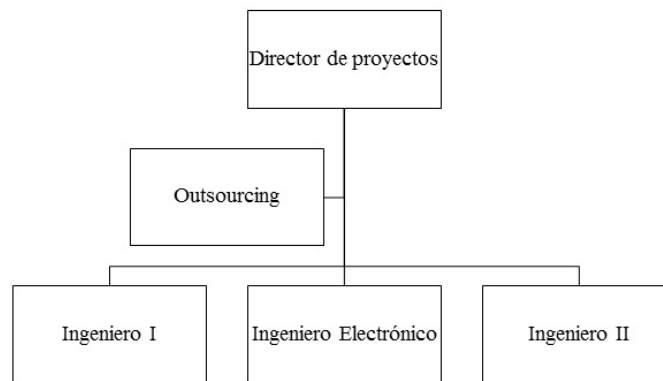 Director de proyectos
Outsourcing
Ingeniero I
Ingeniero Electrónico
Ingeniero II